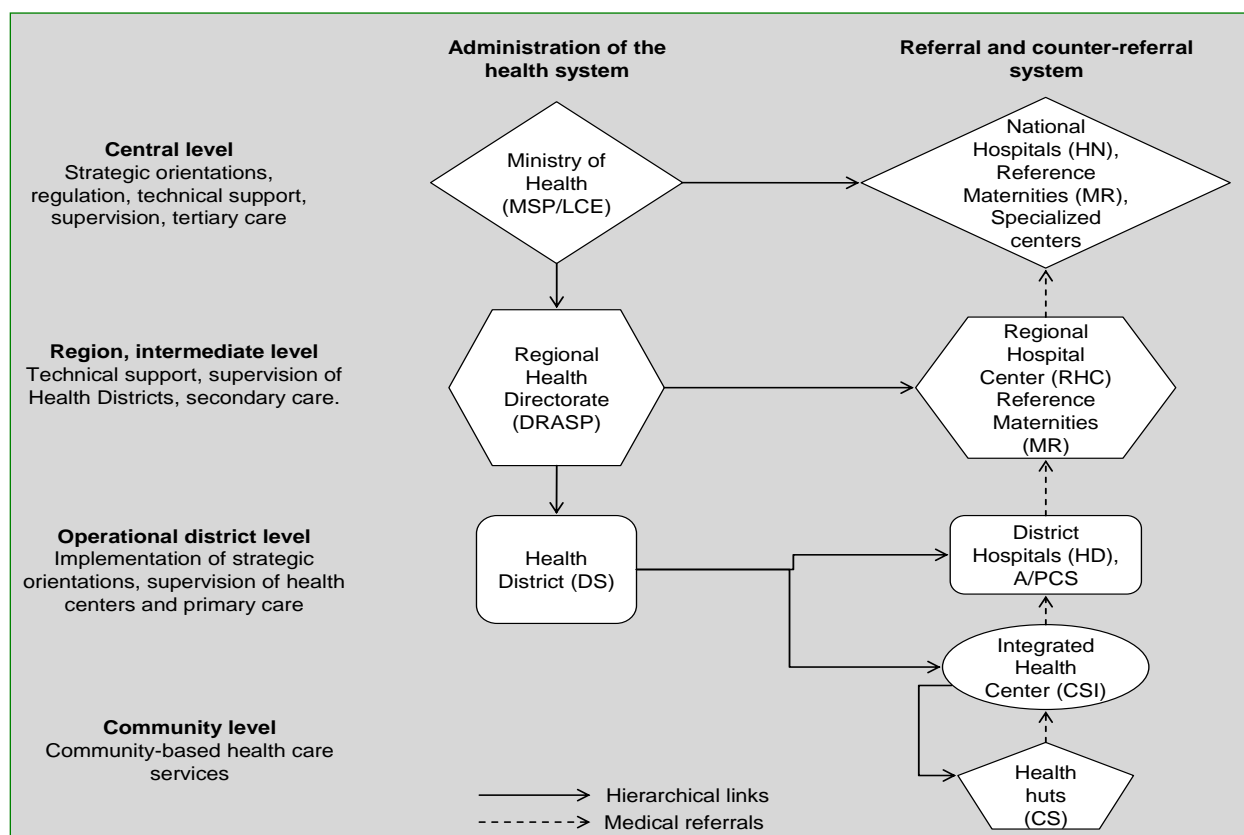 Administration of the
health system
Referral and counter-referral
system
Central level
Strategic orientations,
regulation, technical support,
supervision, tertiary care
Ministry of
Health
(MSP/LCE)
National
Hospitals (HN),
Reference
Maternities (MR),
Specialized
centers
Region, intermediate level
Technical support, supervision of
Health Districts, secondary care.
Regional
Health
Directorate
(DRASP)
Regional
Hospital
Center (RHC)
Reference
Maternities
(MR)
Operational district level
Implementation of strategic
orientations, supervision of health
centers and primary care
Health
District (DS)
District
Hospitals (HD),
A/PCS
Integrated
Health
Center (CSI)
Community level
Community-based health care
services
Health
huts
(CS)
Hierarchical links
Medical referrals